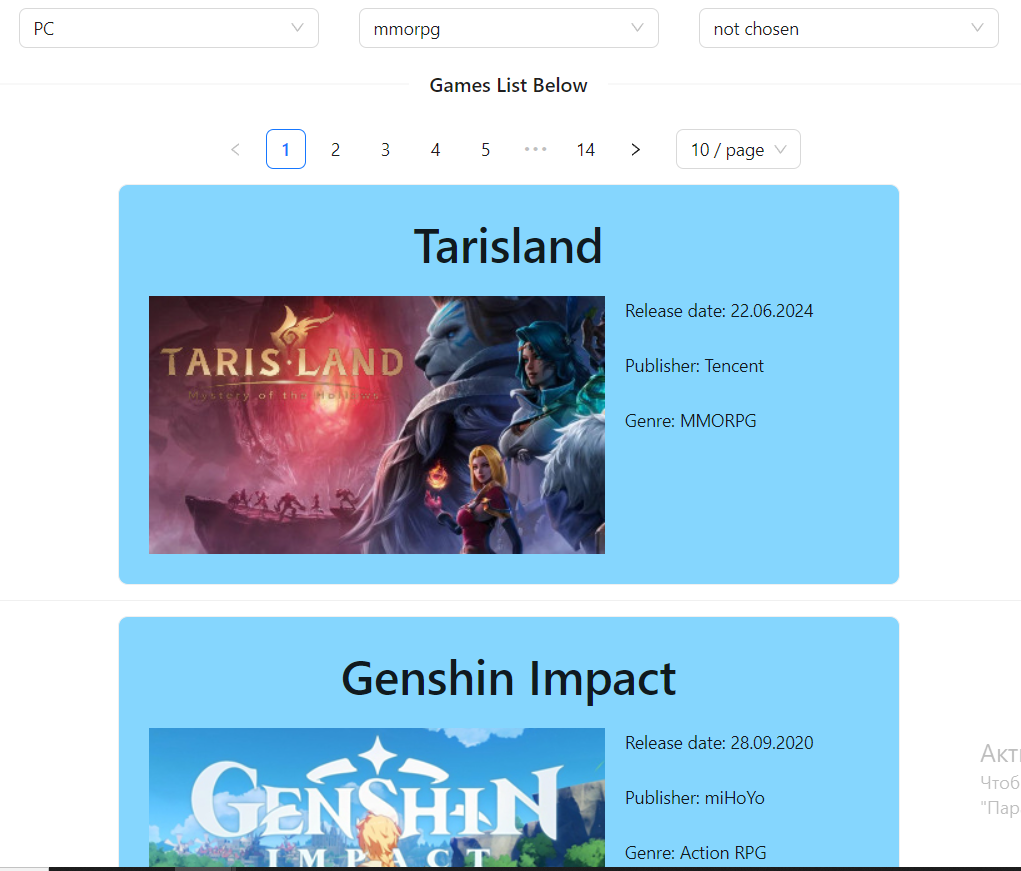 PC mmorpg not chosen
Games List Below
1 2 3 4 5 ••• 14 10 / page
Tarisland
TARIS·LAND
Mystery of the Hollows
Release date: 22.06.2024
Publisher: Tencent
Genre: MMORPG
Genshin Impact
GENSHIN
IMPACT
Release date: 28.09.2020
Publisher: miHoYo
Genre: Action RPG
Акти
Чтоб
"Пар